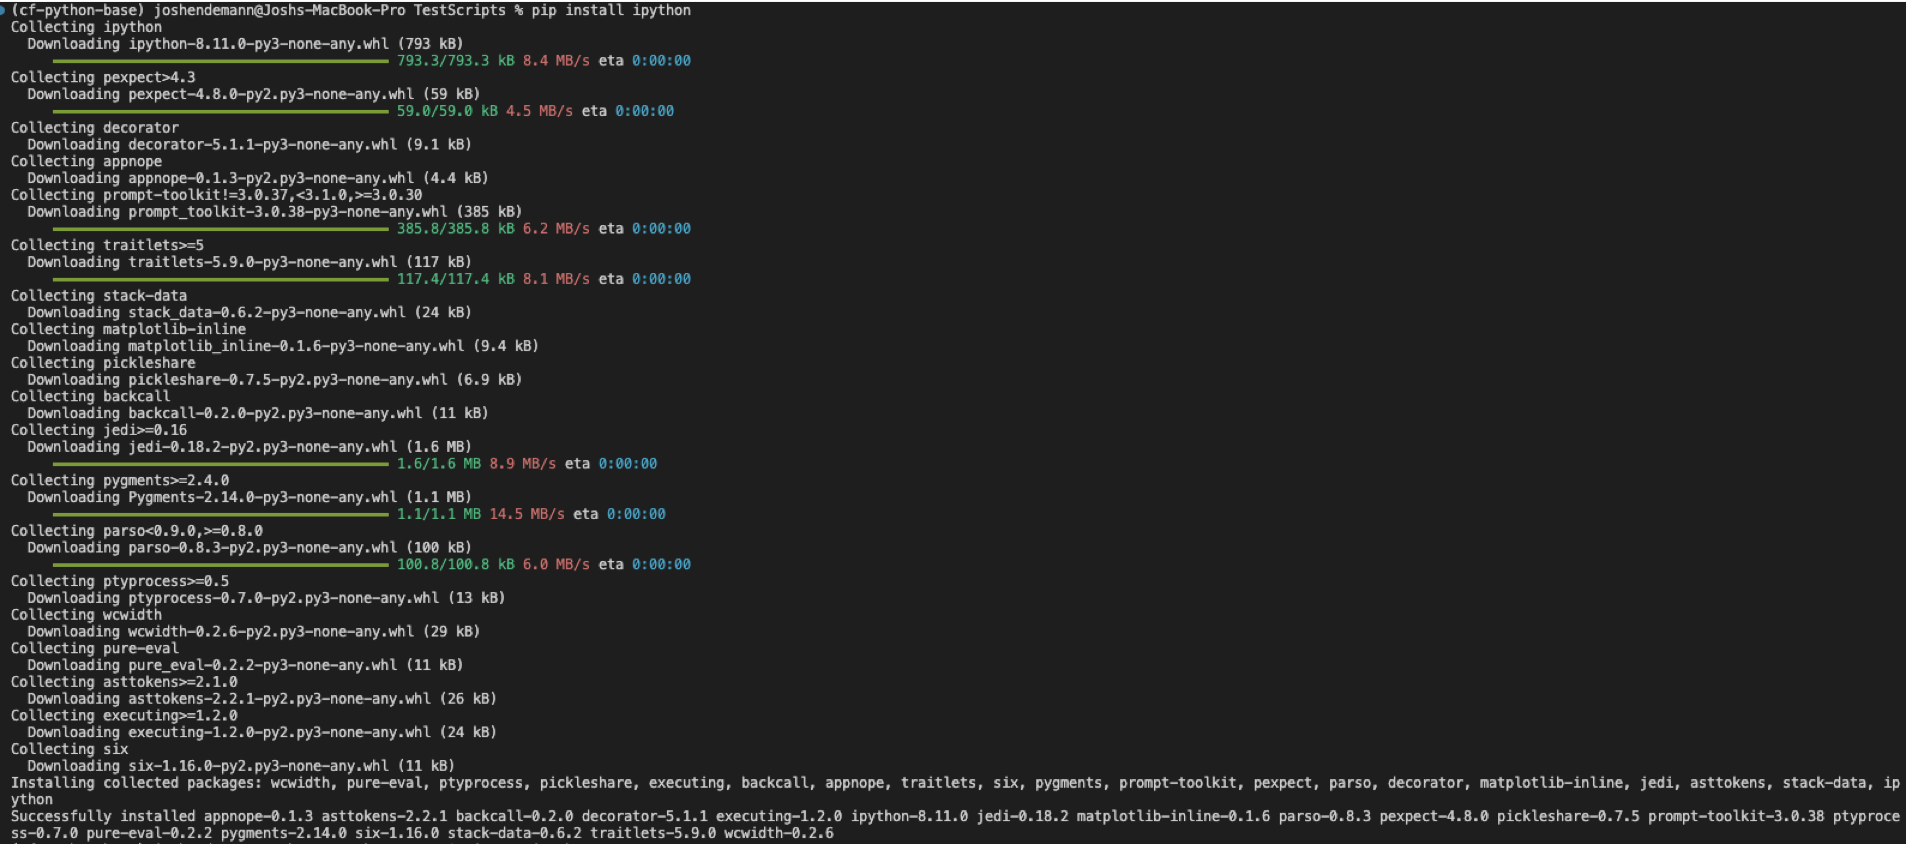 (cf-python-base) joshendemann@Joshs-MacBook-Pro TestScripts % pip install ipython
Collecting ipython
  Downloading ipython-8.11.0-py3-none-any.whl (793 kB)
793.3/793.3 kB 8.4 MB/s eta 0:00:00
Collecting pexpect>4.3
  Downloading pexpect-4.8.0-py2.py3-none-any.whl (59 kB)
59.0/59.0 kB 4.5 MB/s eta 0:00:00
Collecting decorator
  Downloading decorator-5.1.1-py3-none-any.whl (9.1 kB)
Collecting appnope
  Downloading appnope-0.1.3-py2.py3-none-any.whl (4.4 kB)
Collecting prompt-toolkit!=3.0.37,<3.1.0,>=3.0.30
  Downloading prompt_toolkit-3.0.38-py3-none-any.whl (385 kB)
385.8/385.8 kB 6.2 MB/s eta 0:00:00
Collecting traitlets>=5
  Downloading traitlets-5.9.0-py3-none-any.whl (117 kB)
117.4/117.4 kB 8.1 MB/s eta 0:00:00
Collecting stack-data
  Downloading stack_data-0.6.2-py3-none-any.whl (24 kB)
Collecting matplotlib-inline
  Downloading matplotlib_inline-0.1.6-py3-none-any.whl (9.4 kB)
Collecting pickleshare
  Downloading pickleshare-0.7.5-py2.py3-none-any.whl (6.9 kB)
Collecting backcall
  Downloading backcall-0.2.0-py2.py3-none-any.whl (11 kB)
Collecting jedi>=0.16
  Downloading jedi-0.18.2-py2.py3-none-any.whl (1.6 MB)
1.6/1.6 MB 8.9 MB/s eta 0:00:00
Collecting pygments>=2.4.0
  Downloading Pygments-2.14.0-py3-none-any.whl (1.1 MB)
1.1/1.1 MB 14.5 MB/s eta 0:00:00
Collecting parso<0.9.0,>=0.8.0
  Downloading parso-0.8.3-py2.py3-none-any.whl (100 kB)
100.8/100.8 kB 6.0 MB/s eta 0:00:00
Collecting ptyprocess>=0.5
  Downloading ptyprocess-0.7.0-py2.py3-none-any.whl (13 kB)
Collecting wcwidth
  Downloading wcwidth-0.2.6-py2.py3-none-any.whl (29 kB)
Collecting pure-eval
  Downloading pure_eval-0.2.2-py3-none-any.whl (11 kB)
Collecting asttokens>=2.1.0
  Downloading asttokens-2.2.1-py2.py3-none-any.whl (26 kB)
Collecting executing>=1.2.0
  Downloading executing-1.2.0-py2.py3-none-any.whl (24 kB)
Collecting six
  Downloading six-1.16.0-py2.py3-none-any.whl (11 kB)
Installing collected packages: wcwidth, pure-eval, ptyprocess, pickleshare, executing, backcall, appnope, traitlets, six, pygments, prompt-toolkit, pexpect, parso, decorator, matplotlib-inline, jedi, asttokens, stack-data, ip
ython
Successfully installed appnope-0.1.3 asttokens-2.2.1 backcall-0.2.0 decorator-5.1.1 executing-1.2.0 ipython-8.11.0 jedi-0.18.2 matplotlib-inline-0.1.6 parso-0.8.3 pexpect-4.8.0 pickleshare-0.7.5 prompt-toolkit-3.0.38 ptyproce
ss-0.7.0 pure-eval-0.2.2 pygments-2.14.0 six-1.16.0 stack-data-0.6.2 traitlets-5.9.0 wcwidth-0.2.6